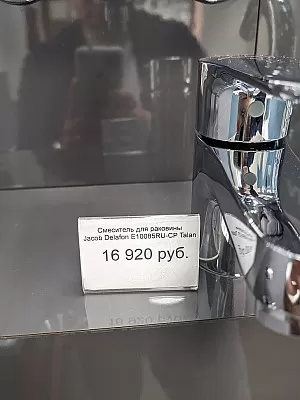 Смеситель для раковины
Jacob Delafon E10085RU-CP Talan
16 920 руб.